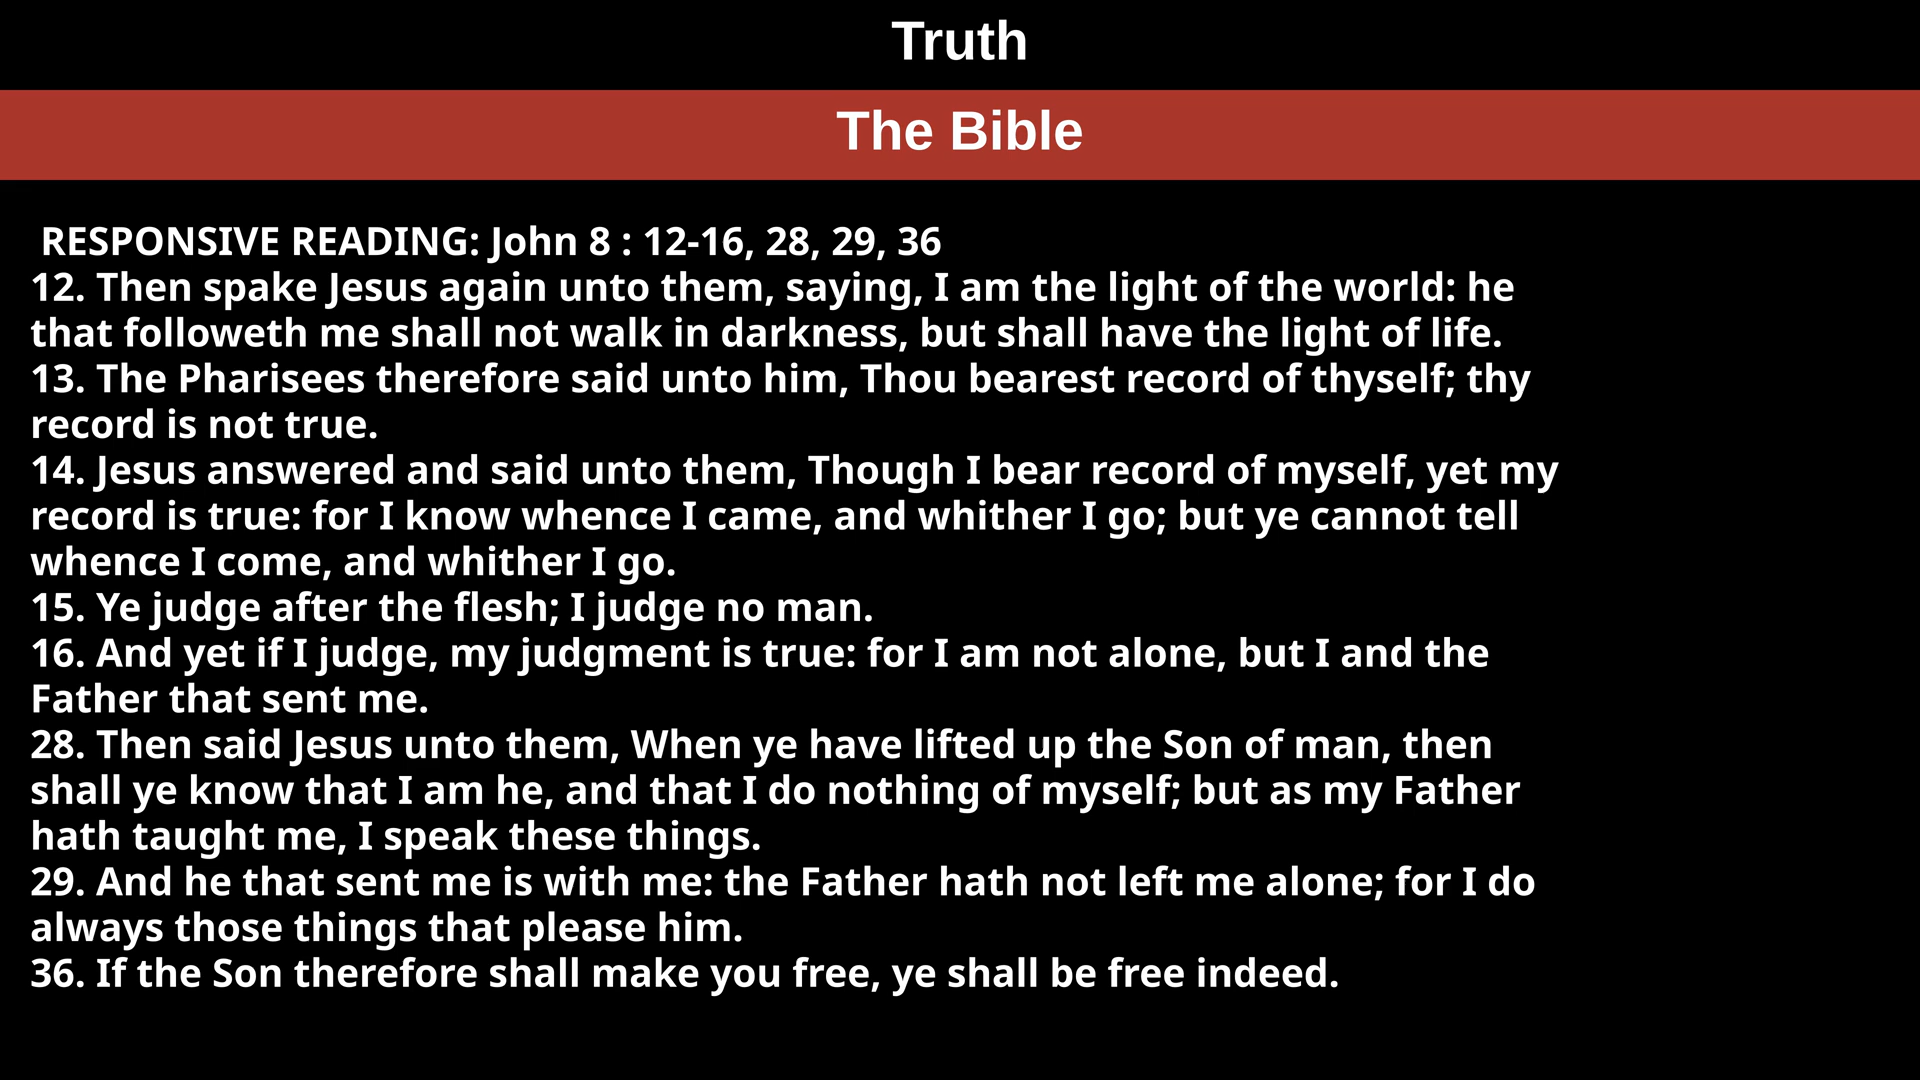 Truth
The Bible
RESPONSIVE READING: John 8 : 12-16, 28, 29, 36
12. Then spake Jesus again unto them, saying, I am the light of the world: he
that followeth me shall not walk in darkness, but shall have the light of life.
13. The Pharisees therefore said unto him, Thou bearest record of thyself; thy
record is not true.
14. Jesus answered and said unto them, Though I bear record of myself, yet my
record is true: for I know whence I came, and whither I go; but ye cannot tell
whence I come, and whither I go.
15. Ye judge after the flesh; I judge no man.
16. And yet if I judge, my judgment is true: for I am not alone, but I and the
Father that sent me.
28. Then said Jesus unto them, When ye have lifted up the Son of man, then
shall ye know that I am he, and that I do nothing of myself; but as my Father
hath taught me, I speak these things.
29. And he that sent me is with me: the Father hath not left me alone; for I do
always those things that please him.
36. If the Son therefore shall make you free, ye shall be free indeed.